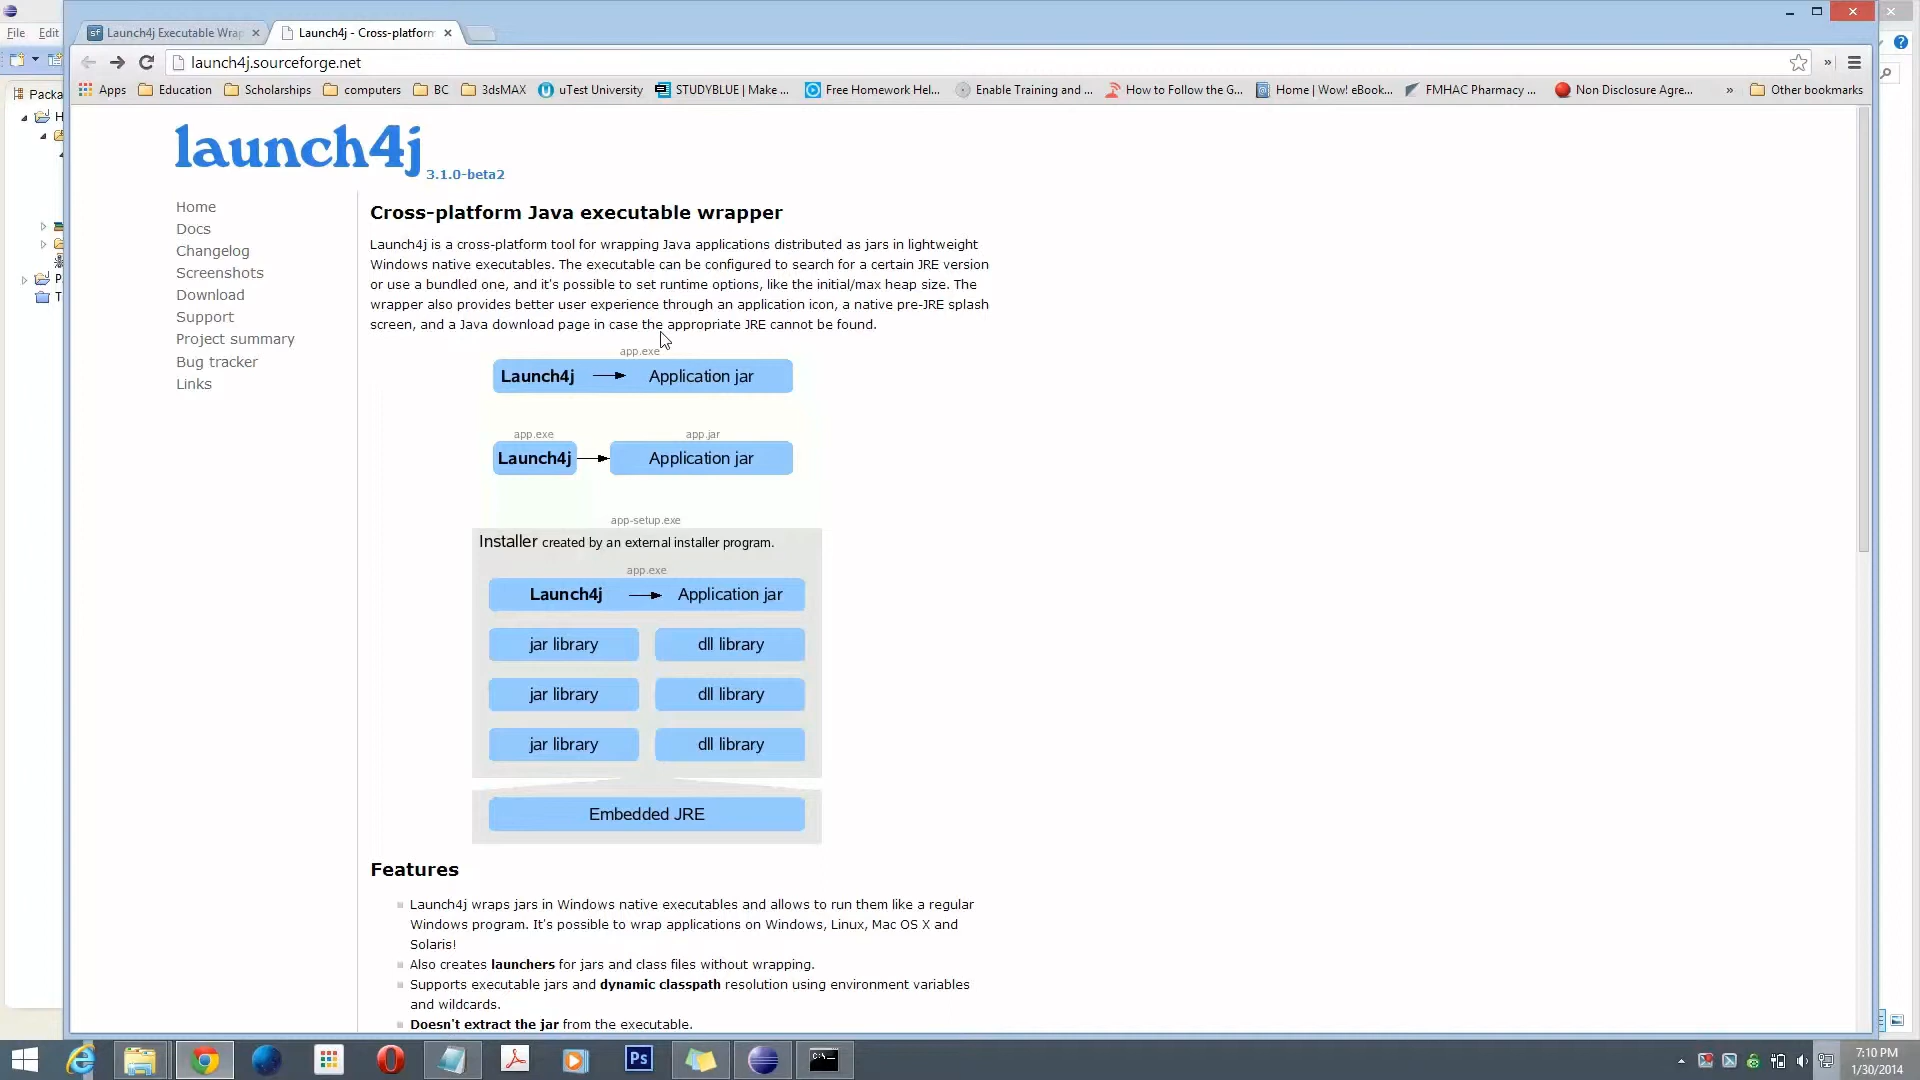 File Edit
Launch4j Executable Wrap
Launch4j - Cross-platform
launch4j.sourceforge.net
Apps Education Scholarships computers BC 3dsMAX uTest University STUDYBLUE | Make ... Free Homework Hel... Enable Training and ... How to Follow the G... Home | Wow! eBook... FMHAC Pharmacy ... Non Disclosure Agre... » Other bookmarks
Packa
launch4j 3.1.0-beta2
Home
Docs
Changelog
Screenshots
Download
Support
Project summary
Bug tracker
Links
Cross-platform Java executable wrapper
Launch4j is a cross-platform tool for wrapping Java applications distributed as jars in lightweight
Windows native executables. The executable can be configured to search for a certain JRE version
or use a bundled one, and it's possible to set runtime options, like the initial/max heap size. The
wrapper also provides better user experience through an application icon, a native pre-JRE splash
screen, and a Java download page in case the appropriate JRE cannot be found.
app.exe
Launch4j Application jar
app.exe app.jar
Launch4j Application jar
app-setup.exe
Installer created by an external installer program.
app.exe
Launch4j Application jar
jar library dll library
jar library dll library
jar library dll library
Embedded JRE
Features
Launch4j wraps jars in Windows native executables and allows to run them like a regular
Windows program. It's possible to wrap applications on Windows, Linux, Mac OS X and
Solaris!
Also creates launchers for jars and class files without wrapping.
Supports executable jars and dynamic classpath resolution using environment variables
and wildcards.
Doesn't extract the jar from the executable.
Ps
C:\
7:10 PM
1/30/2014